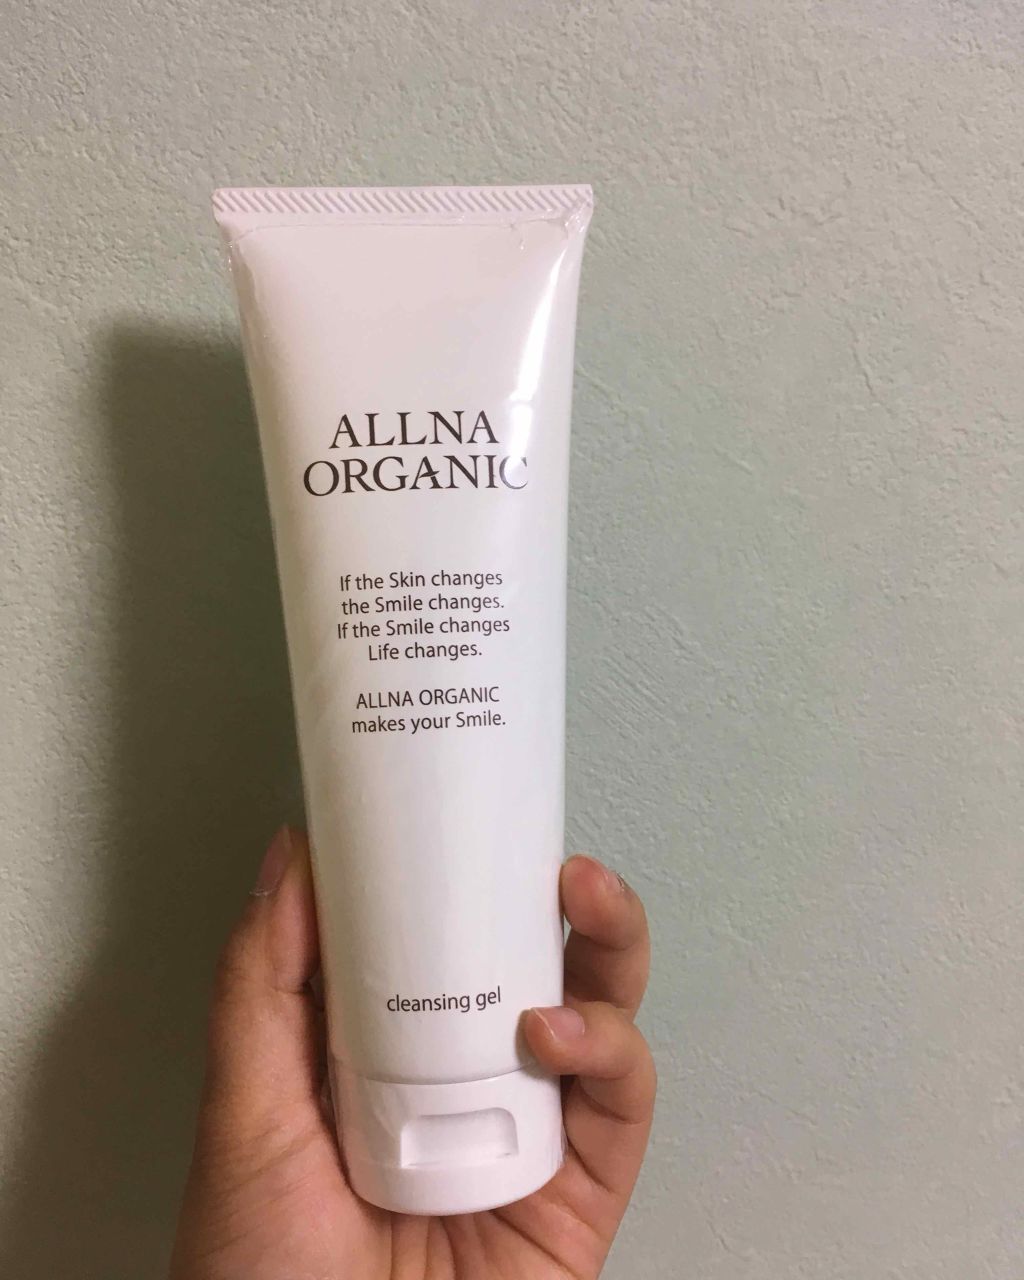 ALLNA
ORGANIC
If the Skin changes
the Smile changes.
If the Smile changes
Life changes.
ALLNA ORGANIC
makes your Smile.
cleansing gel